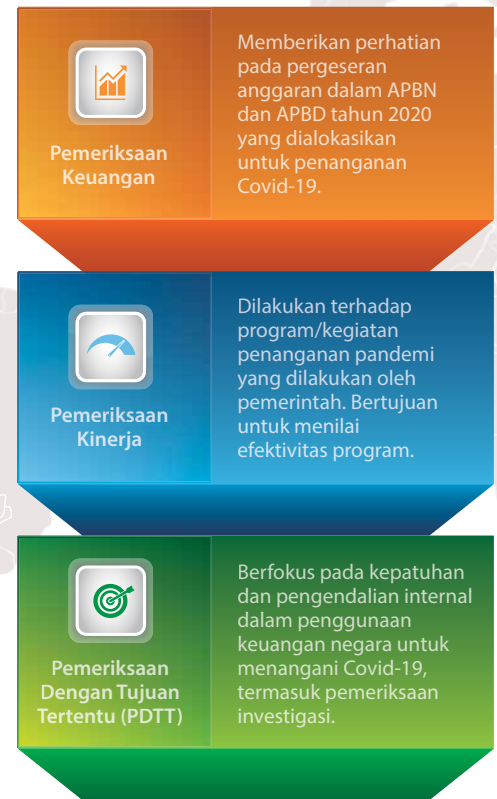 Pemeriksaan
Keuangan
Memberikan perhatian
pada pergeseran
anggaran dalam APBN
dan APBD tahun 2020
yang dialokasikan
untuk penanganan
Covid-19.
Pemeriksaan
Kinerja
Dilakukan terhadap
program/kegiatan
penanganan pandemi
yang dilakukan oleh
pemerintah. Bertujuan
untuk menilai
efektivitas program.
Pemeriksaan
Dengan Tujuan
Tertentu (PDTT)
Berfokus pada kepatuhan
dan pengendalian internal
dalam penggunaan
keuangan negara untuk
menangani Covid-19,
termasuk pemeriksaan
investigasi.